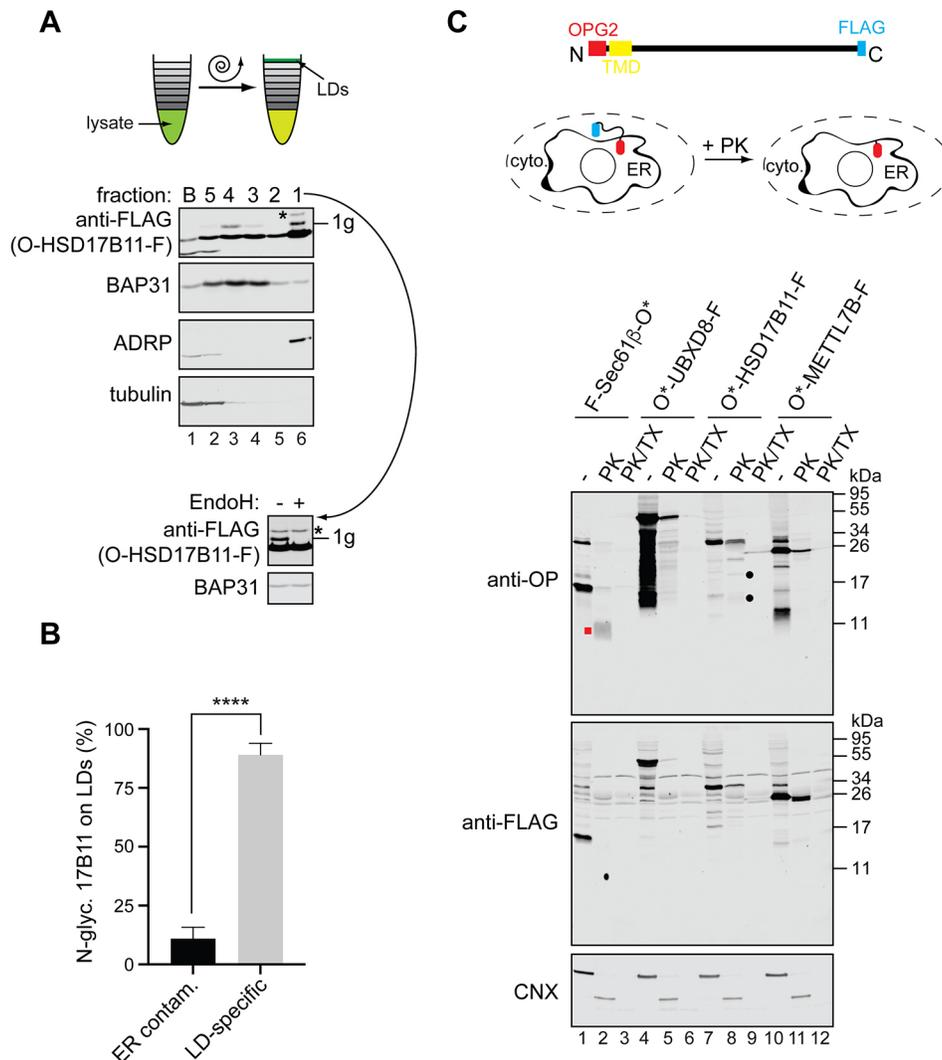 A
lysate
LDs
fraction: B 5 4 3 2 1
anti-FLAG
(O-HSD17B11-F)
*
1g
BAP31
ADRP
tubulin
1 2 3 4 5 6
EndoH: - +
anti-FLAG
(O-HSD17B11-F)
*
1g
BAP31
B
****
N-glyc. 17B11 on LDs (%)
100
75
50
25
0
ER contam.
LD-specific
C
OPG2
FLAG
N
C
TMD
cyto.
ER
+ PK
cyto.
ER
F-Sec61β-O*
O*-UBXD8-F
O*-HSD17B11-F
O*-METTL7B-F
- PK PK/TX - PK PK/TX - PK PK/TX - PK PK/TX
kDa
95
55
34
26
17
11
anti-OP
kDa
95
55
34
26
17
11
anti-FLAG
CNX
1 2 3 4 5 6 7 8 9 10 11 12